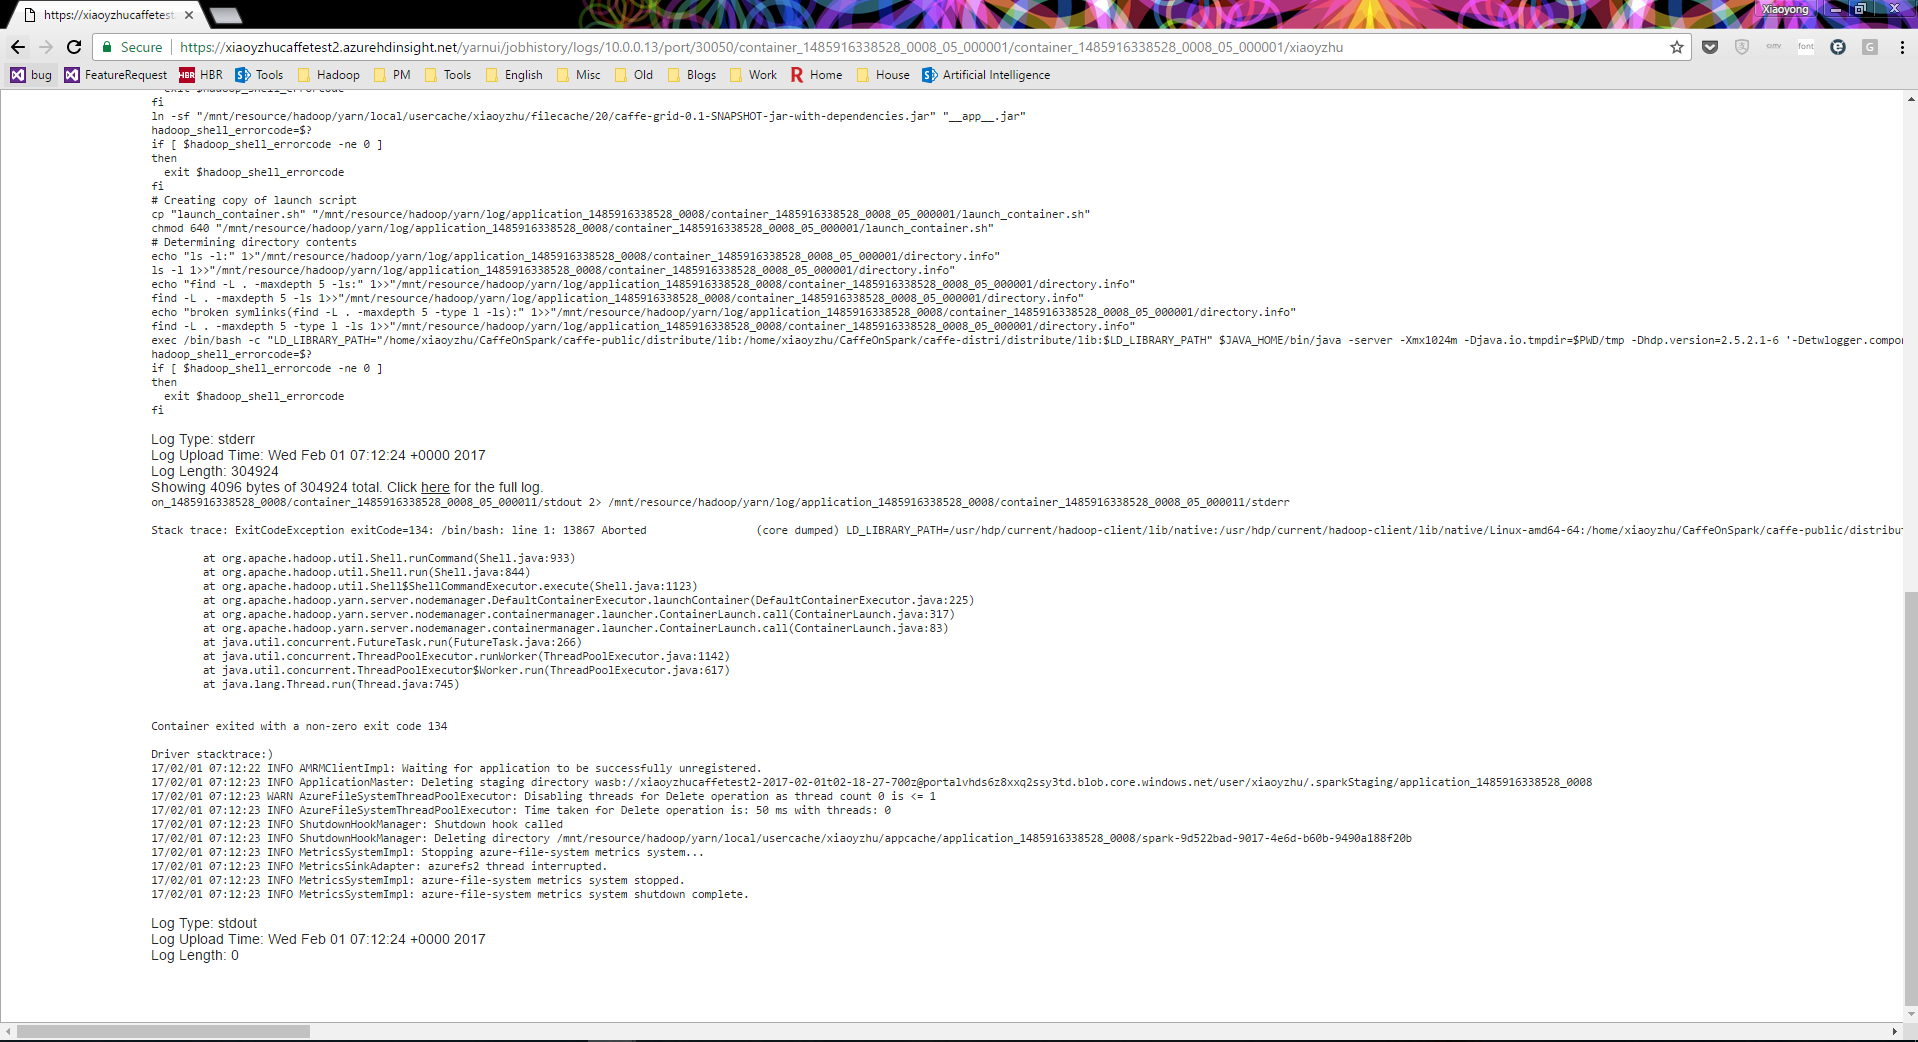 https://xiaoyzhucaffetest
Xiaoyong
Secure
https://xiaoyzhucaffetest2.azurehdinsight.net/yarnui/jobhistory/logs/10.0.0.13/port/30050/container_1485916338528_0008_05_000001/container_1485916338528_0008_05_000001/xiaoyzhu
bug FeatureRequest HBR HBR Tools Hadoop PM Tools English Misc Old Blogs Work Home House Artificial Intelligence
exit $hadoop_shell_errorcode
fi
ln -sf "/mnt/resource/hadoop/yarn/local/usercache/xiaoyzhu/filecache/20/caffe-grid-0.1-SNAPSHOT-jar-with-dependencies.jar" "__app__.jar"
hadoop_shell_errorcode=$?
if [ $hadoop_shell_errorcode -ne 0 ]
then
  exit $hadoop_shell_errorcode
fi
# Creating copy of launch script
cp "launch_container.sh" "/mnt/resource/hadoop/yarn/log/application_1485916338528_0008/container_1485916338528_0008_05_000001/launch_container.sh"
chmod 640 "/mnt/resource/hadoop/yarn/log/application_1485916338528_0008/container_1485916338528_0008_05_000001/launch_container.sh"
# Determining directory contents
echo "ls -l:" 1>"/mnt/resource/hadoop/yarn/log/application_1485916338528_0008/container_1485916338528_0008_05_000001/directory.info"
ls -l 1>>"/mnt/resource/hadoop/yarn/log/application_1485916338528_0008/container_1485916338528_0008_05_000001/directory.info"
echo "find -L . -maxdepth 5 -ls:" 1>>"/mnt/resource/hadoop/yarn/log/application_1485916338528_0008/container_1485916338528_0008_05_000001/directory.info"
find -L . -maxdepth 5 -ls 1>>"/mnt/resource/hadoop/yarn/log/application_1485916338528_0008/container_1485916338528_0008_05_000001/directory.info"
echo "broken symlinks(find -L . -maxdepth 5 -type l -ls):" 1>>"/mnt/resource/hadoop/yarn/log/application_1485916338528_0008/container_1485916338528_0008_05_000001/directory.info"
find -L . -maxdepth 5 -type l -ls 1>>"/mnt/resource/hadoop/yarn/log/application_1485916338528_0008/container_1485916338528_0008_05_000001/directory.info"
exec /bin/bash -c "LD_LIBRARY_PATH="/home/xiaoyzhu/CaffeOnSpark/caffe-public/distribute/lib:/home/xiaoyzhu/CaffeOnSpark/caffe-distri/distribute/lib:$LD_LIBRARY_PATH" $JAVA_HOME/bin/java -server -Xmx1024m -Djava.io.tmpdir=$PWD/tmp -Dhdp.version=2.5.2.1-6 '-Detwlogger.compo
hadoop_shell_errorcode=$?
if [ $hadoop_shell_errorcode -ne 0 ]
then
  exit $hadoop_shell_errorcode
fi
Log Type: stderr
Log Upload Time: Wed Feb 01 07:12:24 +0000 2017
Log Length: 304924
Showing 4096 bytes of 304924 total. Click here for the full log.
on_1485916338528_0008/container_1485916338528_0008_05_000011/stdout 2> /mnt/resource/hadoop/yarn/log/application_1485916338528_0008/container_1485916338528_0008_05_000011/stderr
Stack trace: ExitCodeException exitCode=134: /bin/bash: line 1: 13867 Aborted (core dumped) LD_LIBRARY_PATH=/usr/hdp/current/hadoop-client/lib/native:/usr/hdp/current/hadoop-client/lib/native/Linux-amd64-64:/home/xiaoyzhu/CaffeOnSpark/caffe-public/distribut
at org.apache.hadoop.util.Shell.runCommand(Shell.java:933)
at org.apache.hadoop.util.Shell.run(Shell.java:844)
at org.apache.hadoop.util.Shell$ShellCommandExecutor.execute(Shell.java:1123)
at org.apache.hadoop.yarn.server.nodemanager.DefaultContainerExecutor.launchContainer(DefaultContainerExecutor.java:225)
at org.apache.hadoop.yarn.server.nodemanager.containermanager.launcher.ContainerLaunch.call(ContainerLaunch.java:317)
at org.apache.hadoop.yarn.server.nodemanager.containermanager.launcher.ContainerLaunch.call(ContainerLaunch.java:83)
at java.util.concurrent.FutureTask.run(FutureTask.java:266)
at java.util.concurrent.ThreadPoolExecutor.runWorker(ThreadPoolExecutor.java:1142)
at java.util.concurrent.ThreadPoolExecutor$Worker.run(ThreadPoolExecutor.java:617)
at java.lang.Thread.run(Thread.java:745)
Container exited with a non-zero exit code 134
Driver stacktrace:)
17/02/01 07:12:22 INFO AMRMClientImpl: Waiting for application to be successfully unregistered.
17/02/01 07:12:23 INFO ApplicationMaster: Deleting staging directory wasb://xiaoyzhucaffetest2-2017-02-01t02-18-27-700z@portalvhds6z8xxq2ssy3td.blob.core.windows.net/user/xiaoyzhu/.sparkStaging/application_1485916338528_0008
17/02/01 07:12:23 WARN AzureFileSystemThreadPoolExecutor: Disabling threads for Delete operation as thread count 0 is <= 1
17/02/01 07:12:23 INFO AzureFileSystemThreadPoolExecutor: Time taken for Delete operation is: 50 ms with threads: 0
17/02/01 07:12:23 INFO ShutdownHookManager: Shutdown hook called
17/02/01 07:12:23 INFO ShutdownHookManager: Deleting directory /mnt/resource/hadoop/yarn/local/usercache/xiaoyzhu/appcache/application_1485916338528_0008/spark-9d522bad-9017-4e6d-b60b-9490a188f20b
17/02/01 07:12:23 INFO MetricsSystemImpl: Stopping azure-file-system metrics system...
17/02/01 07:12:23 INFO MetricsSinkAdapter: azurefs2 thread interrupted.
17/02/01 07:12:23 INFO MetricsSystemImpl: azure-file-system metrics system stopped.
17/02/01 07:12:23 INFO MetricsSystemImpl: azure-file-system metrics system shutdown complete.
Log Type: stdout
Log Upload Time: Wed Feb 01 07:12:24 +0000 2017
Log Length: 0